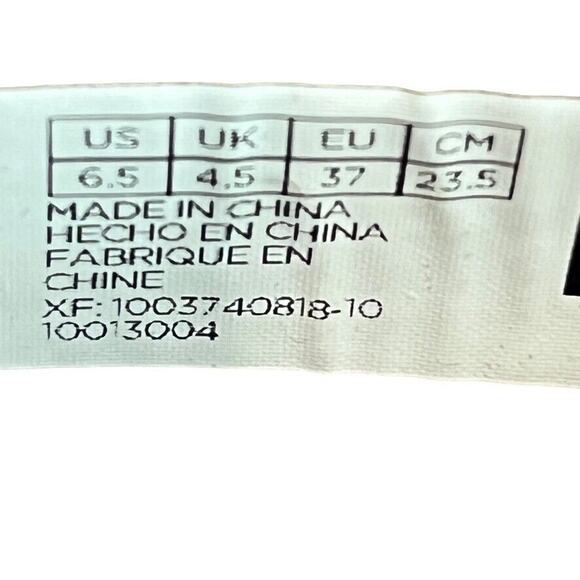 US UK EU CM
6.5 4.5 37 23.5
MADE IN CHINA
HECHO EN CHINA
FABRIQUE EN
CHINE
XF: 1003740818-10
10013004